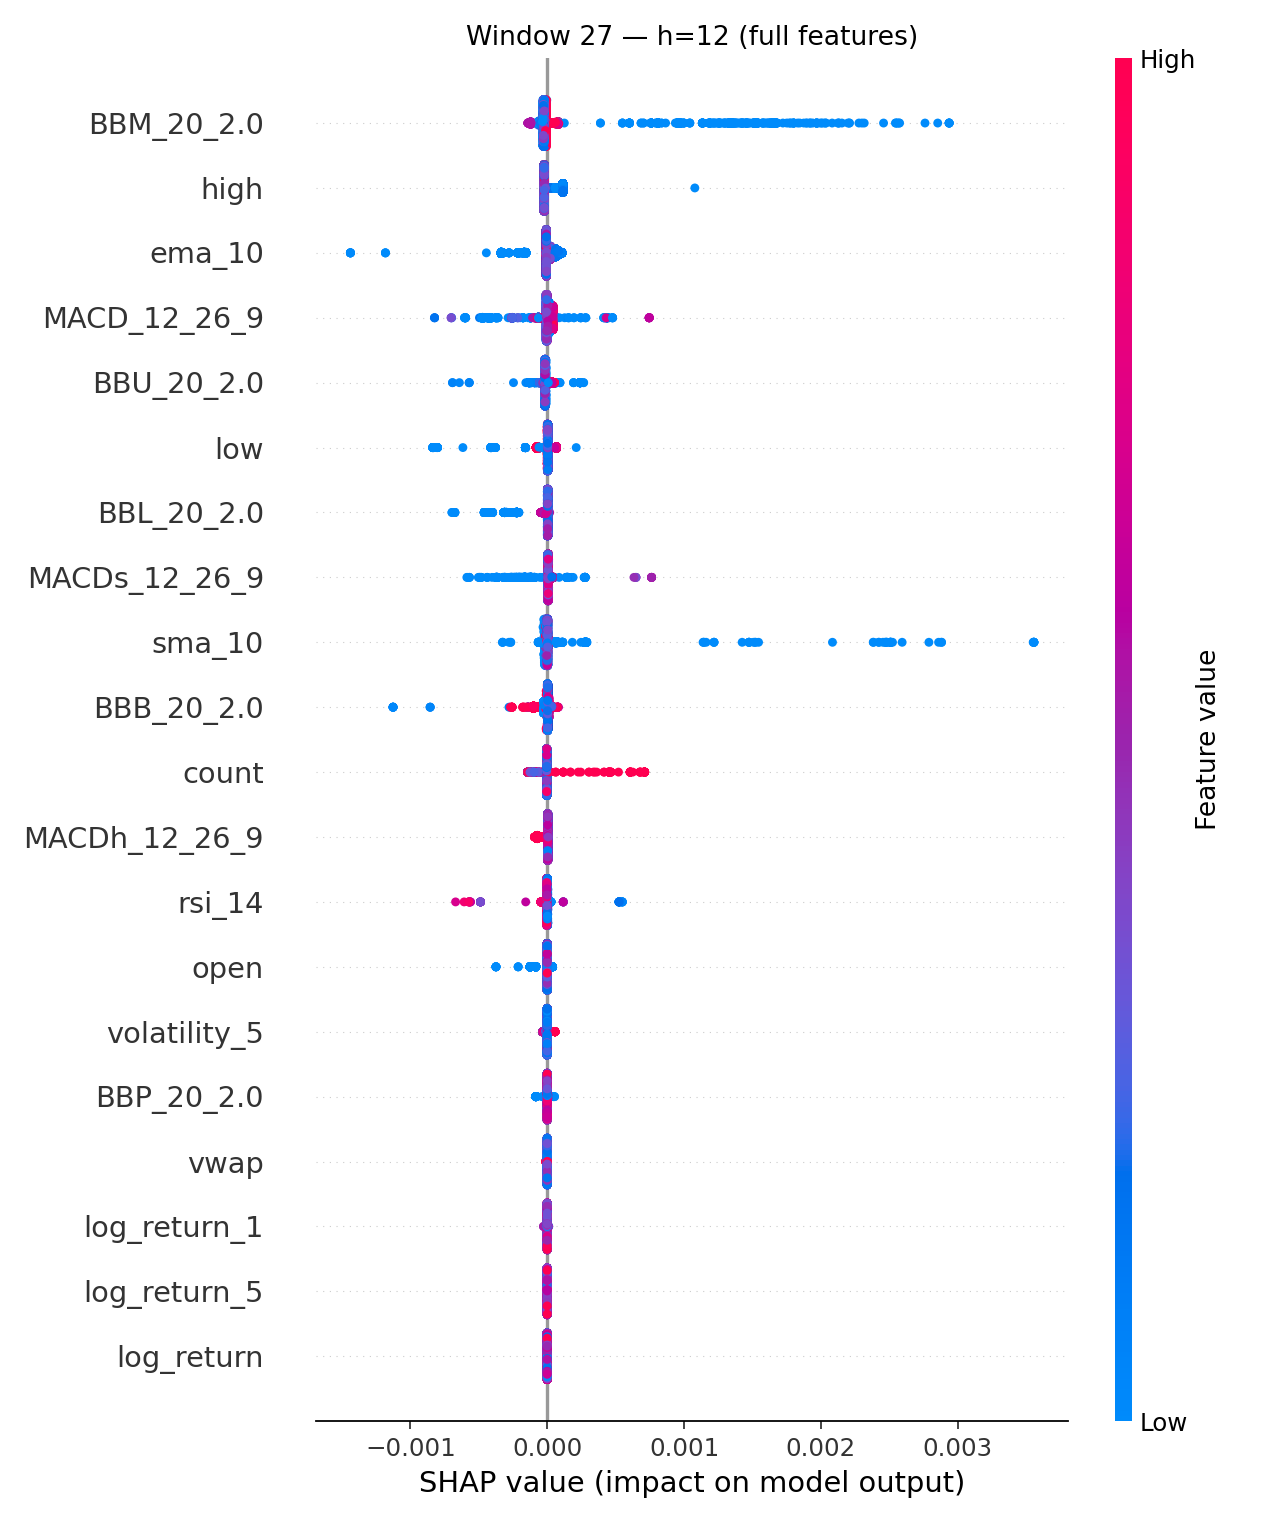 Window 27 — h=12 (full features)
High
BBM_20_2.0
high
ema_10
MACD_12_26_9
BBU_20_2.0
low
BBL_20_2.0
MACDs_12_26_9
sma_10
BBB_20_2.0
count
MACDh_12_26_9
rsi_14
open
volatility_5
BBP_20_2.0
vwap
log_return_1
log_return_5
log_return
Feature value
Low
−0.001 0.000 0.001 0.002 0.003
SHAP value (impact on model output)